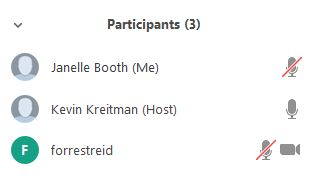 Participants (3)
Janelle Booth (Me)
Kevin Kreitman (Host)
F forrestreid